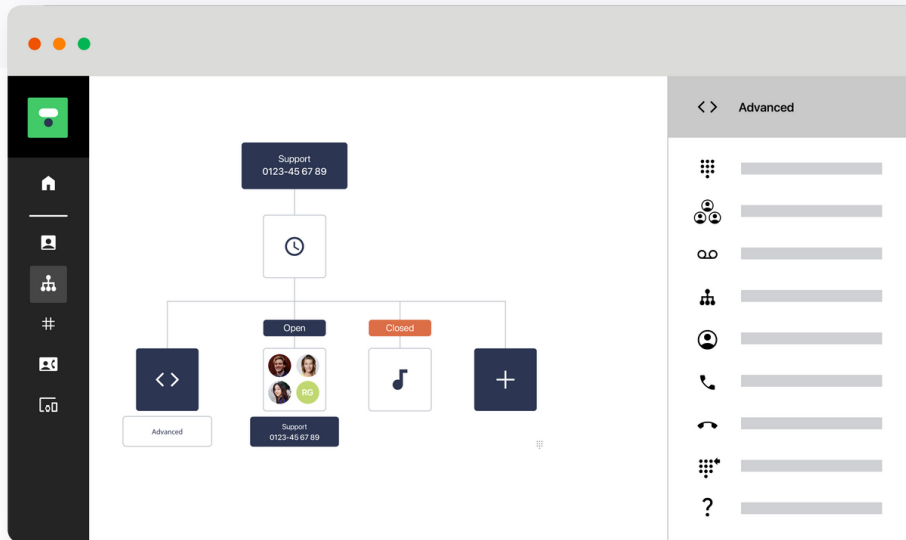 Advanced
Support
0123-45 67 89
Open
Closed
RG
Advanced
Support
0123-45 67 89